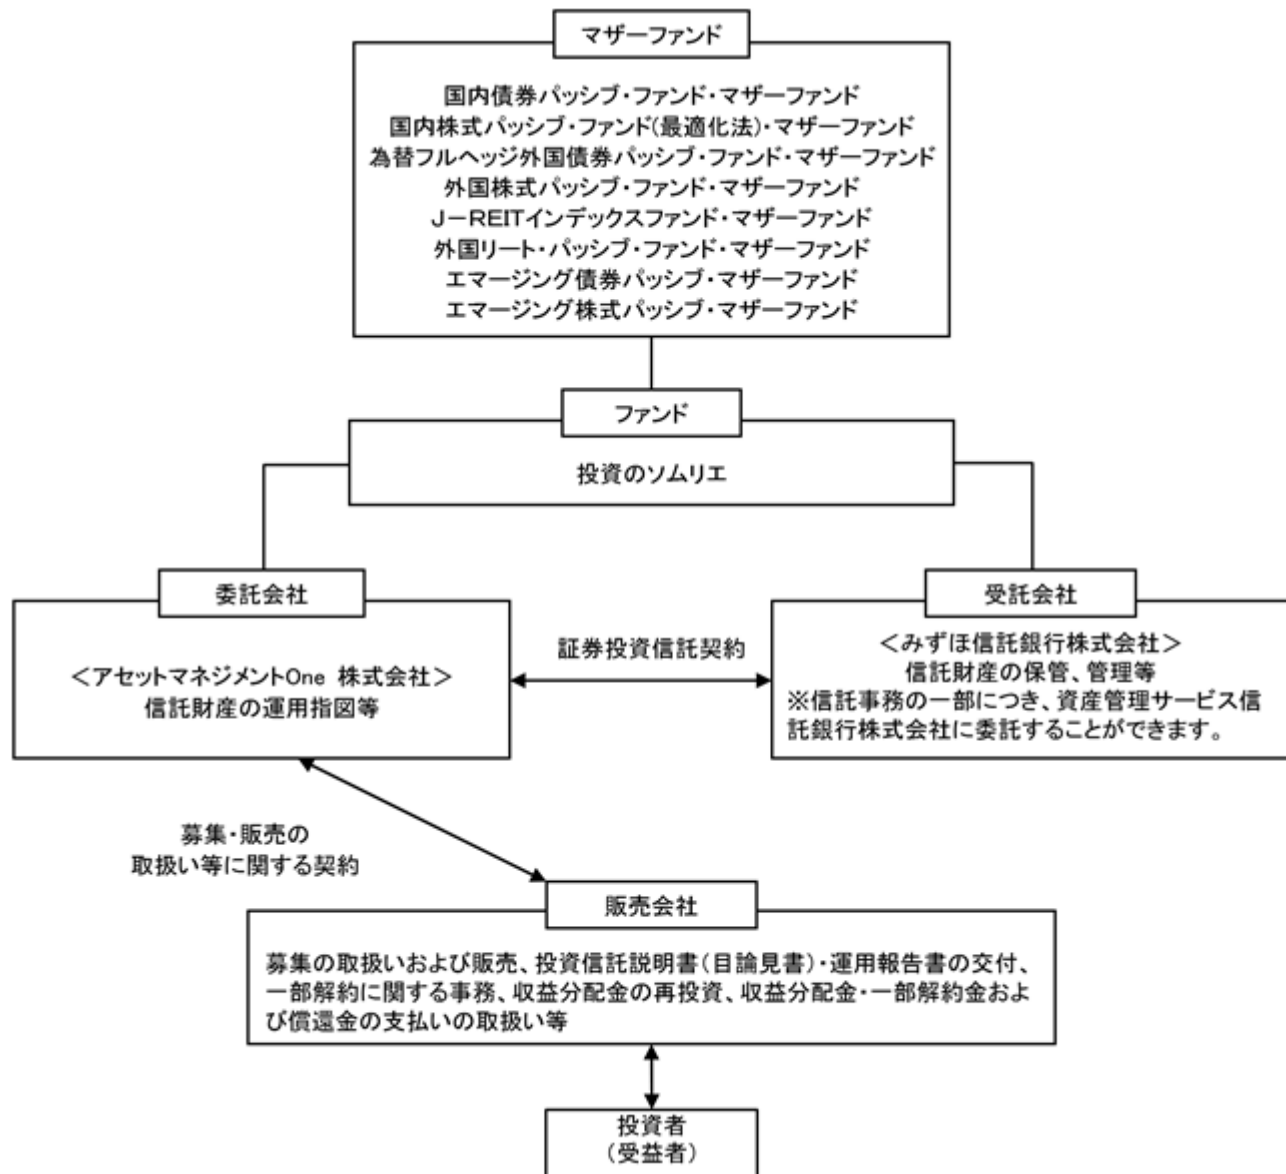 マザーファンド
国内債券パッシブ・ファンド・マザーファンド
国内株式パッシブ・ファンド(最適化法)・マザーファンド
為替フルヘッジ外国債券パッシブ・ファンド・マザーファンド
外国株式パッシブ・ファンド・マザーファンド
J－REITインデックスファンド・マザーファンド
外国リート・パッシブ・ファンド・マザーファンド
エマージング債券パッシブ・マザーファンド
エマージング株式パッシブ・マザーファンド
ファンド
投資のソムリエ
委託会社
＜アセットマネジメントOne 株式会社＞
信託財産の運用指図等
証券投資信託契約
受託会社
＜みずほ信託銀行株式会社＞
信託財産の保管、管理等
※信託事務の一部につき、資産管理サービス信
託銀行株式会社に委託することができます。
募集・販売の
取扱い等に関する契約
販売会社
募集の取扱いおよび販売、投資信託説明書(目論見書)・運用報告書の交付、
一部解約に関する事務、収益分配金の再投資、収益分配金・一部解約金およ
び償還金の支払いの取扱い等
投資者
(受益者)